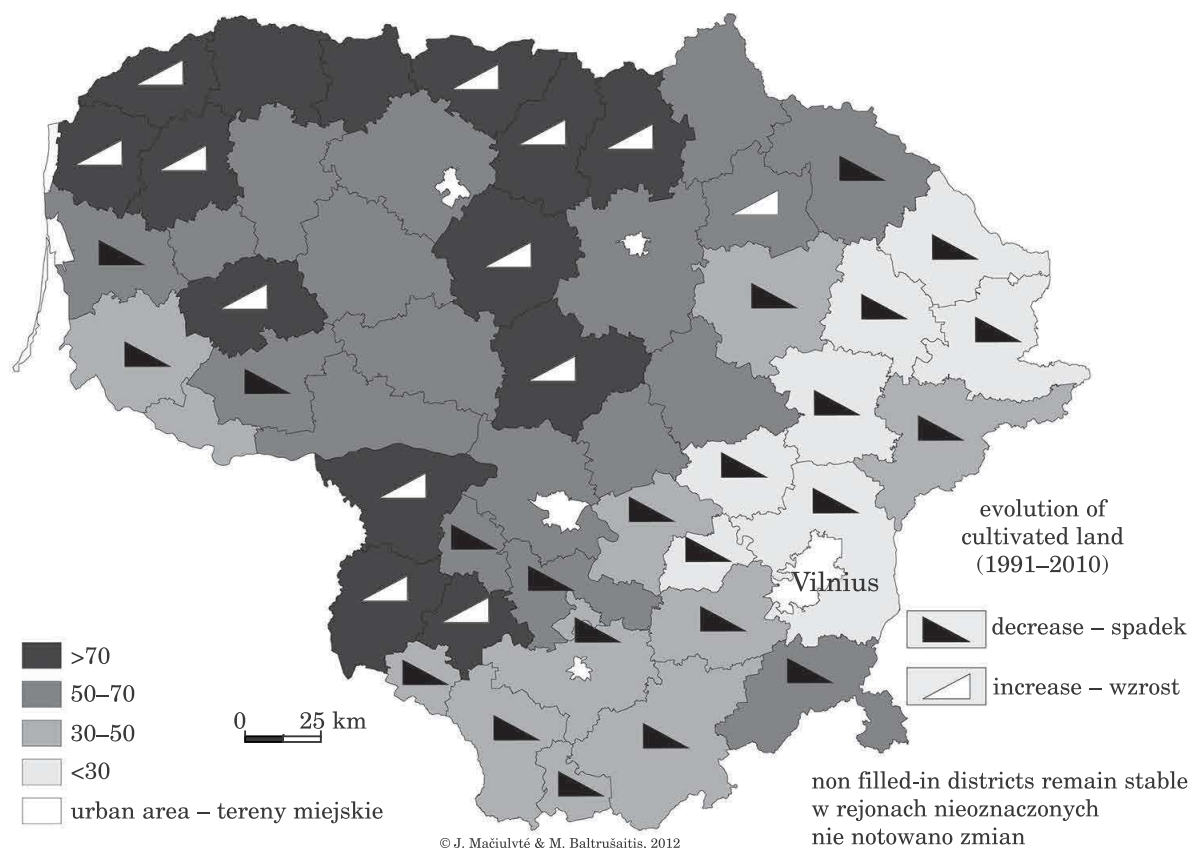 Vilnius
evolution of
cultivated land
(1991–2010)
decrease – spadek
increase – wzrost
>70
50–70
30–50
<30
urban area – tereny miejskie
0 25 km
non filled-in districts remain stable
w rejonach nieoznaczonych
nie notowano zmian
© J. Mačiulyté & M. Baltrušaitis, 2012